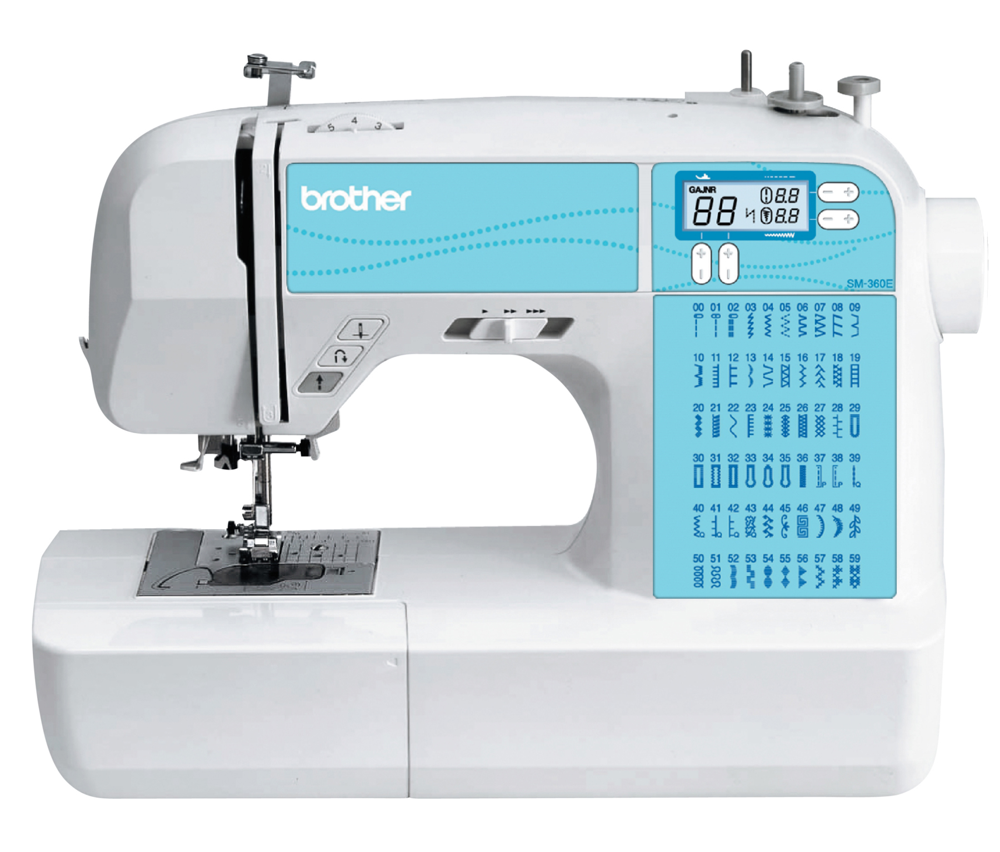 5 4 3
brother
GAJNR
88 8.8
8.8
SM-360E
00 01 02 03 04 05 06 07 08 09
10 11 12 13 14 15 16 17 18 19
20 21 22 23 24 25 26 27 28 29
30 31 32 33 34 35 36 37 38 39
P P Q
40 41 42 43 44 45 46 47 48 49
Q Q Q
50 51 52 53 54 55 56 57 58 59
3